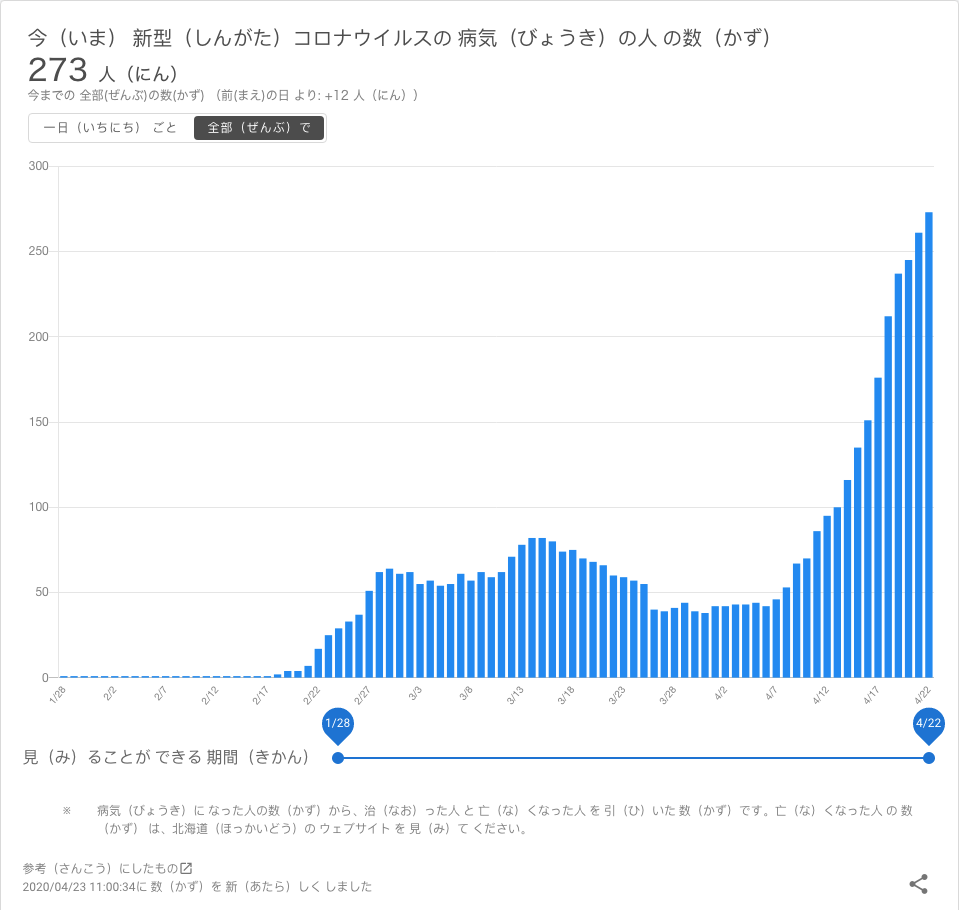 今（いま） 新型（しんがた）コロナウイルスの 病気（びょうき）の人 の数（かず）
273 人（にん）
今までの 全部(ぜんぶ)の数(かず) （前(まえ)の日 より: +12 人（にん））
一日（いちにち） ごと 全部（ぜんぶ）で
300
250
200
150
100
50
0
1/28 2/2 2/7 2/12 2/17 2/22 2/27 3/3 3/8 3/13 3/18 3/23 3/28 4/2 4/7 4/12 4/17 4/22
1/28 4/22
見（み）ることが できる 期間（きかん）
※ 病気（びょうき）に なった人の数（かず）から、治（なお）った人 と 亡（な）くなった人 を 引（ひ）いた 数（かず）です。亡（な）くなった人 の 数
（かず） は、北海道（ほっかいどう）の ウェブサイト を 見（み）て ください。
参考（さんこう）にしたもの
2020/04/23 11:00:34に 数（かず）を 新（あたら）しく しました